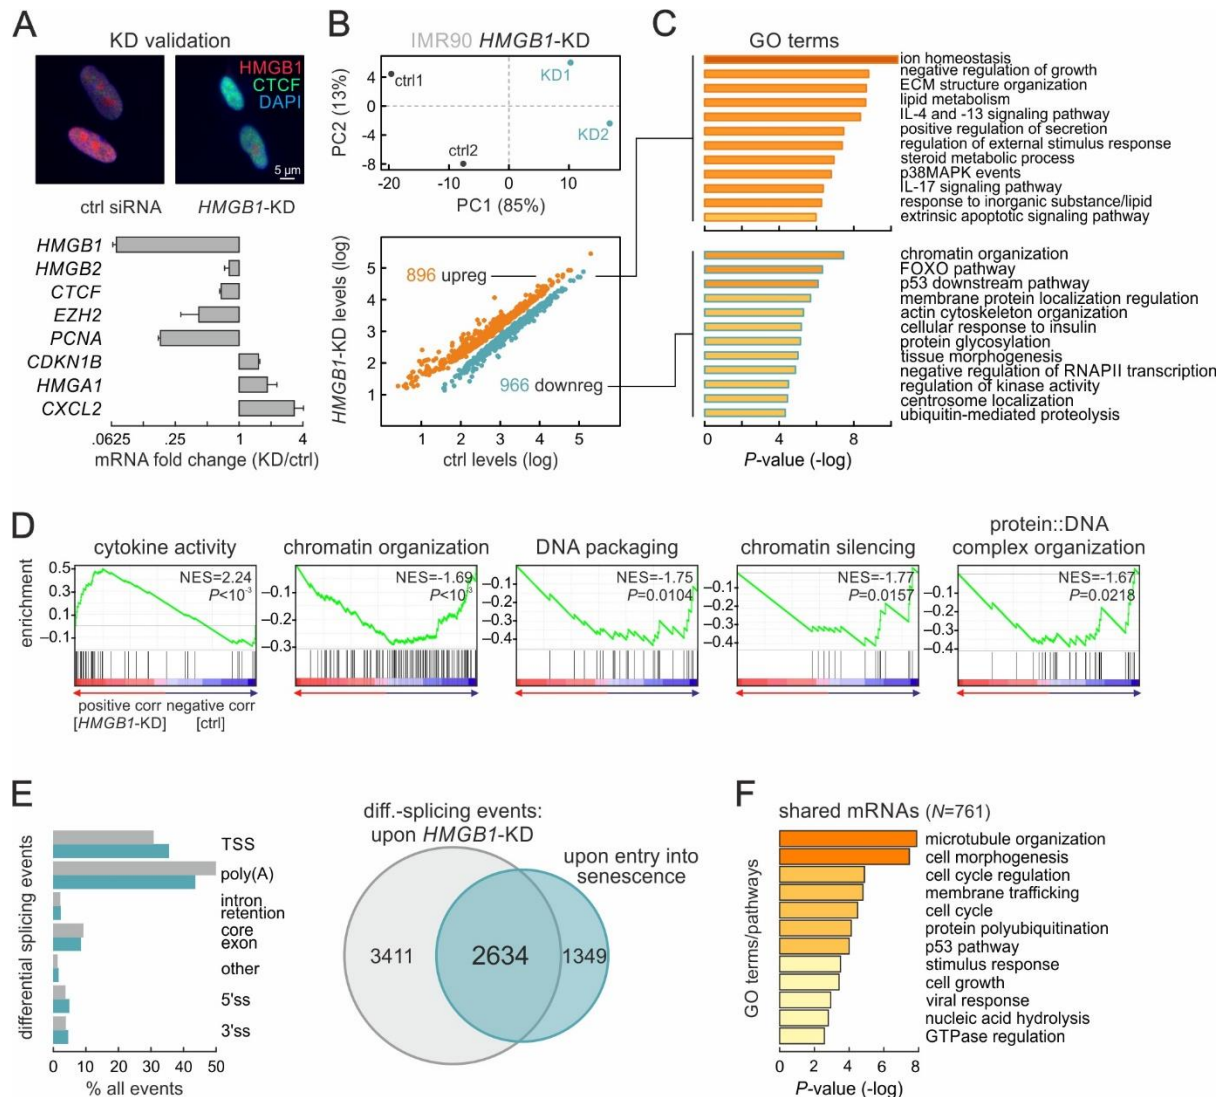 A
KD validation
HMGB1
CTCF
DAPI
5 µm
ctrl siRNA
HMGB1-KD
HMGB1
HMGB2
CTCF
EZH2
PCNA
CDKN1B
HMGA1
CXCL2
.0625 .25 1 4
mRNA fold change (KD/ctrl)
B
IMR90 HMGB1-KD
PC2 (13%)
4
0
-4
-8
ctrl1
KD1
KD2
ctrl2
-20 -10 0 10
PC1 (85%)
HMGB1-KD levels (log)
5
4
3
2
1
896 upreg
966 downreg
1 2 3 4 5
ctrl levels (log)
C
GO terms
ion homeostasis
negative regulation of growth
ECM structure organization
lipid metabolism
IL-4 and -13 signaling pathway
positive regulation of secretion
regulation of external stimulus response
steroid metabolic process
p38MAPK events
IL-17 signaling pathway
response to inorganic substance/lipid
extrinsic apoptotic signaling pathway
chromatin organization
FOXO pathway
p53 downstream pathway
membrane protein localization regulation
actin cytoskeleton organization
cellular response to insulin
protein glycosylation
tissue morphogenesis
negative regulation of RNAPII transcription
regulation of kinase activity
centrosome localization
ubiquitin-mediated proteolysis
0 4 8
P-value (-log)
D
enrichment
cytokine activity
NES=2.24
P<10-3
0.5
0.3
0.1
-0.1
positive corr negative corr
[HMGB1-KD] [ctrl]
chromatin organization
NES=-1.69
P<10-3
-0.1
-0.2
-0.3
DNA packaging
NES=-1.75
P=0.0104
-0.1
-0.2
-0.3
-0.4
chromatin silencing
NES=-1.77
P=0.0157
-0.1
-0.2
-0.3
-0.4
protein::DNA
complex organization
NES=-1.67
P=0.0218
-0.1
-0.2
-0.3
-0.4
E
differential splicing events
TSS
poly(A)
intron
retention
core
exon
other
5'ss
3'ss
0 10 20 30 40 50
% all events
diff.-splicing events:
upon HMGB1-KD
upon entry into
senescence
3411
2634
1349
F
shared mRNAs (N=761)
GO terms/pathways
microtubule organization
cell morphogenesis
cell cycle regulation
membrane trafficking
cell cycle
protein polyubiquitination
p53 pathway
stimulus response
cell growth
viral response
nucleic acid hydrolysis
GTPase regulation
0 2 4 6 8
P-value (-log)